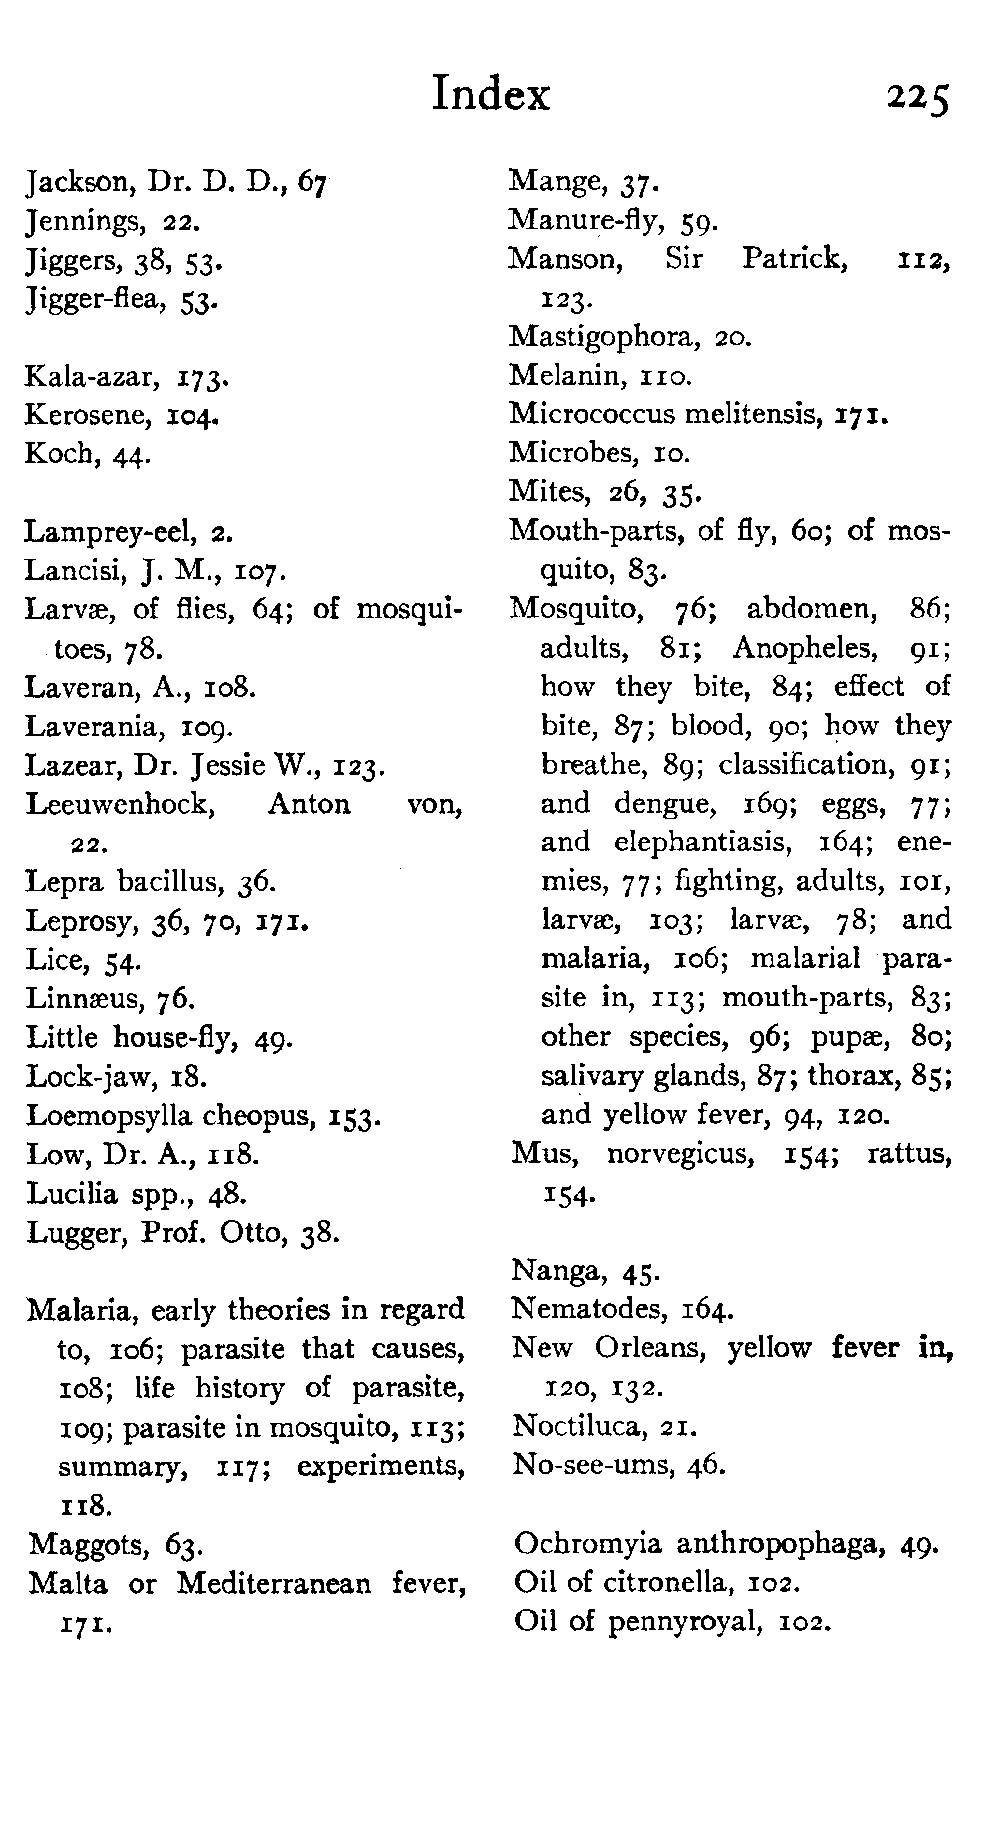 Index 225
Jackson, Dr. D. D., 67
Jennings, 22.
Jiggers, 38, 53.
Jigger-flea, 53.
Kala-azar, 173.
Kerosene, 104.
Koch, 44.
Lamprey-eel, 2.
Lancisi, J. M., 107.
Larvæ, of flies, 64; of mosqui-
toes, 78.
Laveran, A., 108.
Laverania, 109.
Lazear, Dr. Jessie W., 123.
Leeuwenhock, Anton von,
22.
Lepra bacillus, 36.
Leprosy, 36, 70, 171.
Lice, 54.
Linnæus, 76.
Little house-fly, 49.
Lock-jaw, 18.
Loemopsylla cheopus, 153.
Low, Dr. A., 118.
Lucilia spp., 48.
Lugger, Prof. Otto, 38.
Malaria, early theories in regard
to, 106; parasite that causes,
108; life history of parasite,
109; parasite in mosquito, 113;
summary, 117; experiments,
118.
Maggots, 63.
Malta or Mediterranean fever,
171.
Mange, 37.
Manure-fly, 59.
Manson, Sir Patrick, 112,
123.
Mastigophora, 20.
Melanin, 110.
Micrococcus melitensis, 171.
Microbes, 10.
Mites, 26, 35.
Mouth-parts, of fly, 60; of mos-
quito, 83.
Mosquito, 76; abdomen, 86;
adults, 81; Anopheles, 91;
how they bite, 84; effect of
bite, 87; blood, 90; how they
breathe, 89; classification, 91;
and dengue, 169; eggs, 77;
and elephantiasis, 164; ene-
mies, 77; fighting, adults, 101,
larvæ, 103; larvæ, 78; and
malaria, 106; malarial para-
site in, 113; mouth-parts, 83;
other species, 96; pupæ, 80;
salivary glands, 87; thorax, 85;
and yellow fever, 94, 120.
Mus, norvegicus, 154; rattus,
154.
Nanga, 45.
Nematodes, 164.
New Orleans, yellow fever in,
120, 132.
Noctiluca, 21.
No-see-ums, 46.
Ochromyia anthropophaga, 49.
Oil of citronella, 102.
Oil of pennyroyal, 102.